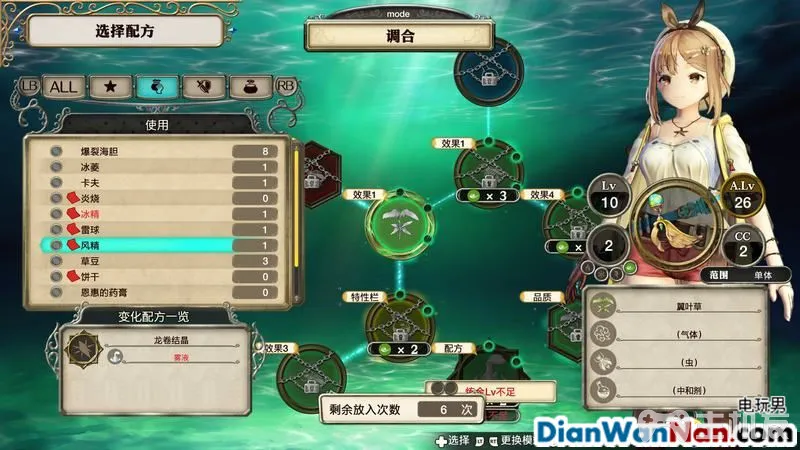 选择配方
mode
调合
LB ALL RB
使用
爆裂海胆 8
冰菱 1
卡夫 1
炎烧 0
冰精 1
雷球 1
风精 1
草豆 3
饼干 0
恩惠的药膏 0
变化配方一览
龙卷结晶
雾液
效果1
效果1
× 3
效果4
×
特性栏
× 2
品质
效果3
配方
炼金Lv不足
剩余放入次数 6 次
Lv
10
A.Lv
26
2
CC
2
范围 单体
翼叶草
(气体)
(虫)
(中和剂)
选择
更换模
电玩男
DianWanNan.com